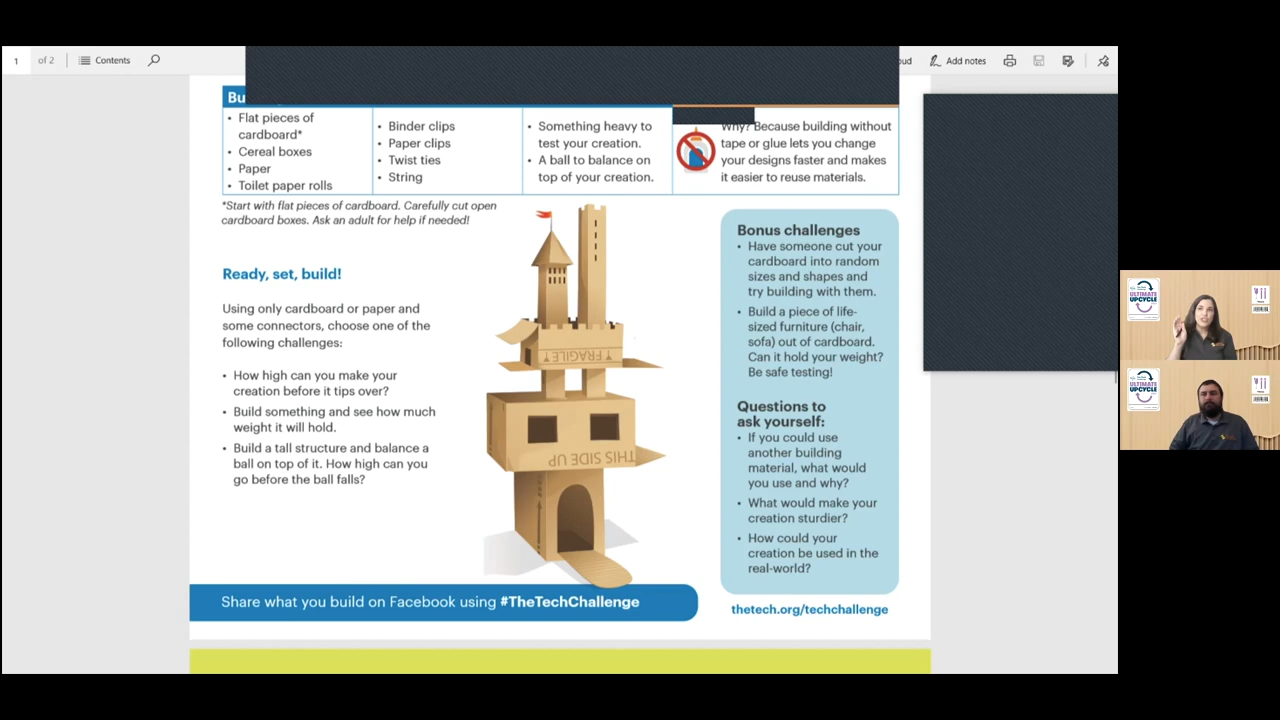 1 of 2 Contents
Add notes
Flat pieces of
cardboard*
Cereal boxes
Paper
Toilet paper rolls
Binder clips
Paper clips
Twist ties
String
Something heavy to
test your creation.
A ball to balance on
top of your creation.
Why? Because building without
tape or glue lets you change
your designs faster and makes
it easier to reuse materials.
*Start with flat pieces of cardboard. Carefully cut open
cardboard boxes. Ask an adult for help if needed!
Ready, set, build!
Using only cardboard or paper and
some connectors, choose one of the
following challenges:
How high can you make your
creation before it tips over?
Build something and see how much
weight it will hold.
Build a tall structure and balance a
ball on top of it. How high can you
go before the ball falls?
FRAGILE
THIS SIDE UP
Bonus challenges
Have someone cut your
cardboard into random
sizes and shapes and
try building with them.
Build a piece of life-
sized furniture (chair,
sofa) out of cardboard.
Can it hold your weight?
Be safe testing!
Questions to
ask yourself:
If you could use
another building
material, what would
you use and why?
What would make your
creation sturdier?
How could your
creation be used in the
real-world?
Share what you build on Facebook using #TheTechChallenge
thetech.org/techchallenge
ULTIMATE
UPCYCLE
ULTIMATE
UPCYCLE